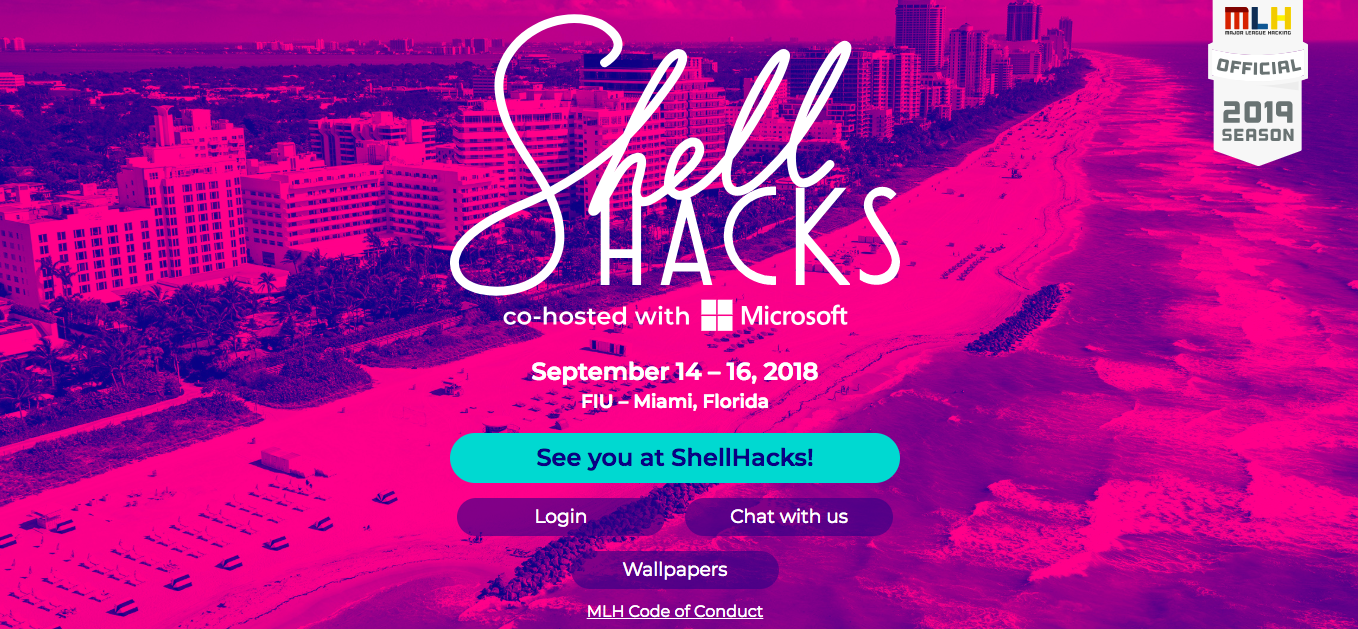 MLH
MAJOR LEAGUE HACKING
OFFICIAL
2019
SEASON
Shell
HACKS
co-hosted with Microsoft
September 14 – 16, 2018
FIU – Miami, Florida
See you at ShellHacks!
Login
Chat with us
Wallpapers
MLH Code of Conduct